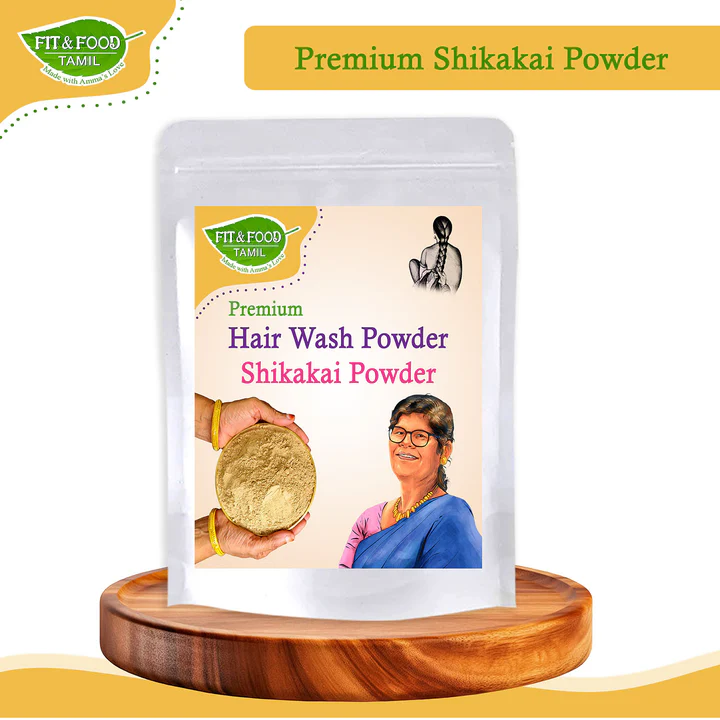 FIT & FOOD
TAMIL
Made with Amma's Love
Premium Shikakai Powder
FIT & FOOD
TAMIL
Made with Amma's Love
Premium
Hair Wash Powder
Shikakai Powder